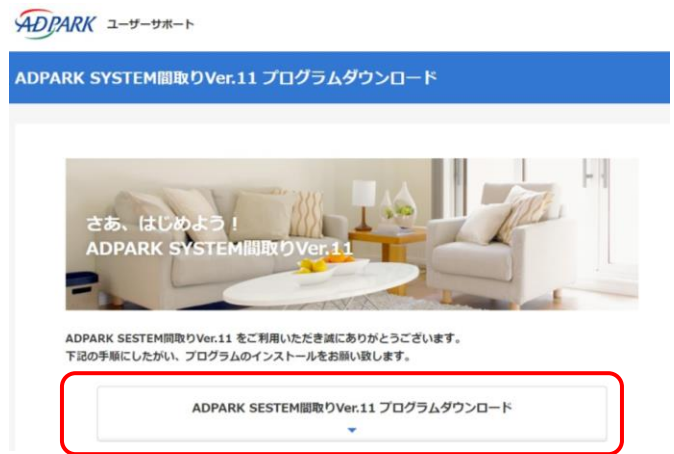 ADPARK ユーザーサポート
ADPARK SYSTEM間取りVer.11 プログラムダウンロード
さあ、はじめよう！
ADPARK SYSTEM間取りVer.11
ADPARK SESTEM間取りVer.11 をご利用いただき誠にありがとうございます。
下記の手順にしたがい、プログラムのインストールをお願い致します。
ADPARK SESTEM間取りVer.11 プログラムダウンロード